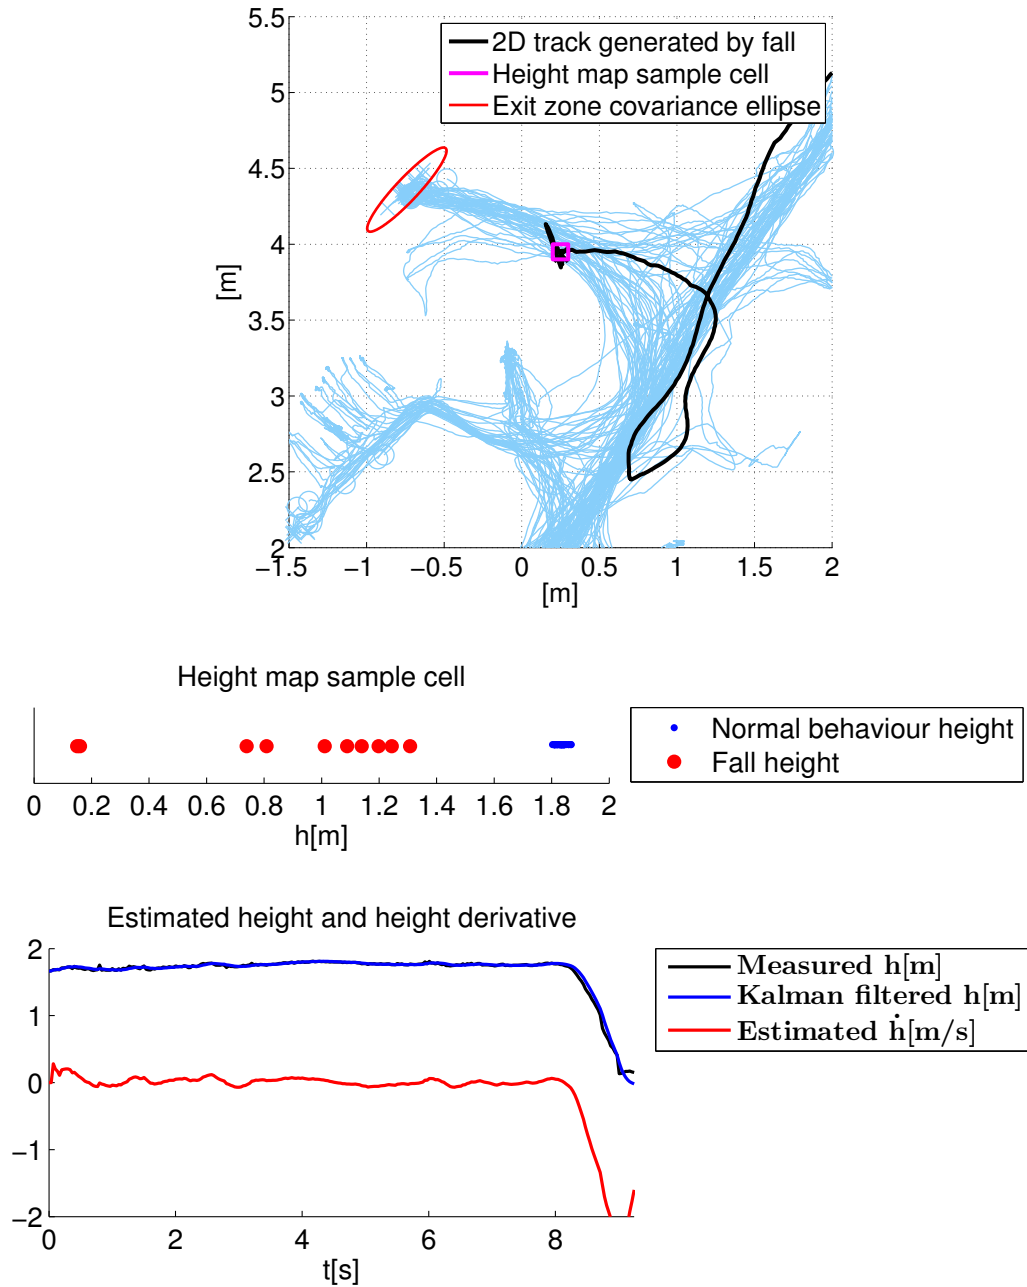 5.5
5
4.5
4
3.5
3
2.5
2
[m]
−1.5 −1 −0.5 0 0.5 1 1.5 2
[m]
2D track generated by fall
Height map sample cell
Exit zone covariance ellipse
Height map sample cell
0 0.2 0.4 0.6 0.8 1 1.2 1.4 1.6 1.8 2
h[m]
Normal behaviour height
Fall height
Estimated height and height derivative
2
1
0
−1
−2
0 2 4 6 8
t[s]
Measured h[m]
Kalman filtered h[m]
Estimated ḣ[m/s]